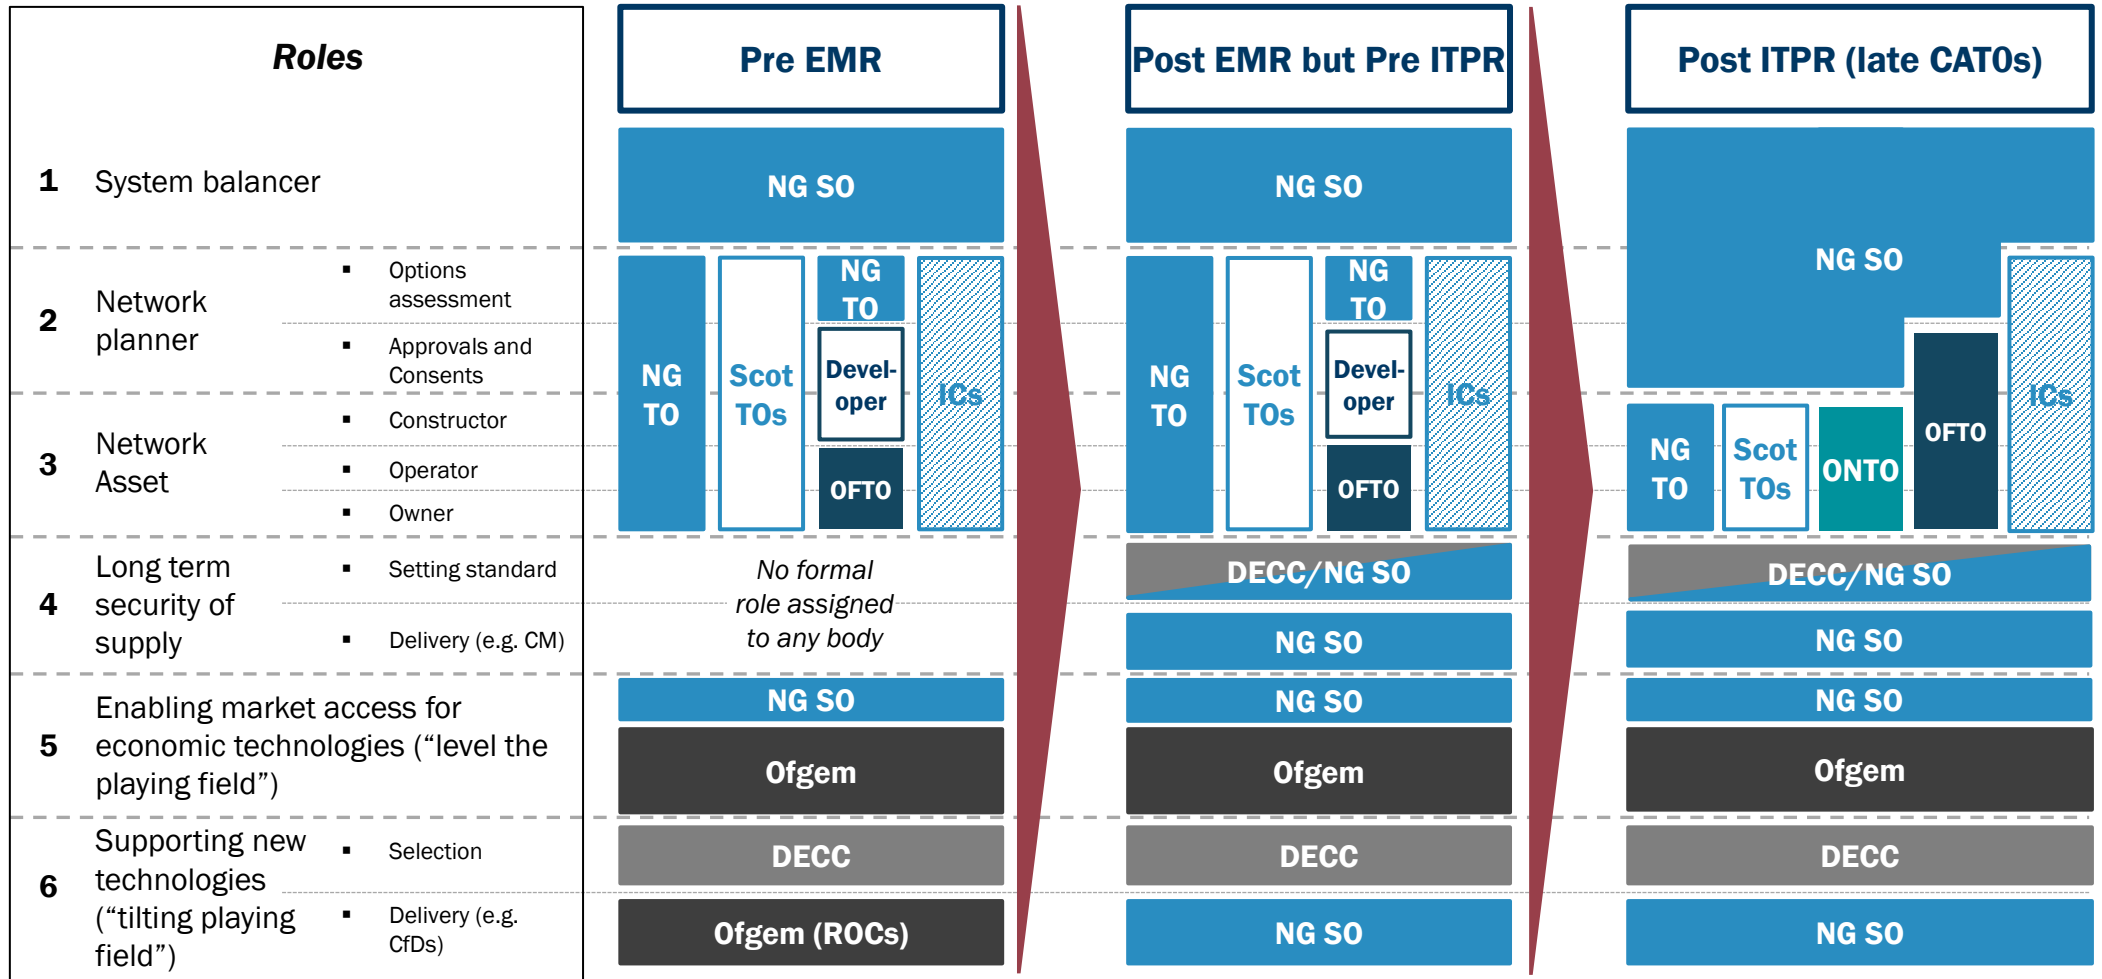 Roles
Pre EMR
Post EMR but Pre ITPR
Post ITPR (late CATOs)
1 System balancer
NG SO
NG SO
NG SO
2 Network
planner
▪ Options
assessment
▪ Approvals and
Consents
3 Network
Asset
▪ Constructor
▪ Operator
▪ Owner
NG
TO
Scot
TOs
NG
TO
Devel-
oper
OFTO
ICs
NG
TO
Scot
TOs
NG
TO
Devel-
oper
OFTO
ICs
NG
TO
Scot
TOs
ONTO
OFTO
ICs
4 Long term
security of
supply
▪ Setting standard
▪ Delivery (e.g. CM)
No formal
role assigned
to any body
DECC/NG SO
NG SO
DECC/NG SO
NG SO
5 Enabling market access for
economic technologies (“level the
playing field”)
NG SO
Ofgem
NG SO
Ofgem
NG SO
Ofgem
6 Supporting new
technologies
(“tilting playing
field”)
▪ Selection
▪ Delivery (e.g.
CfDs)
DECC
Ofgem (ROCs)
DECC
NG SO
DECC
NG SO